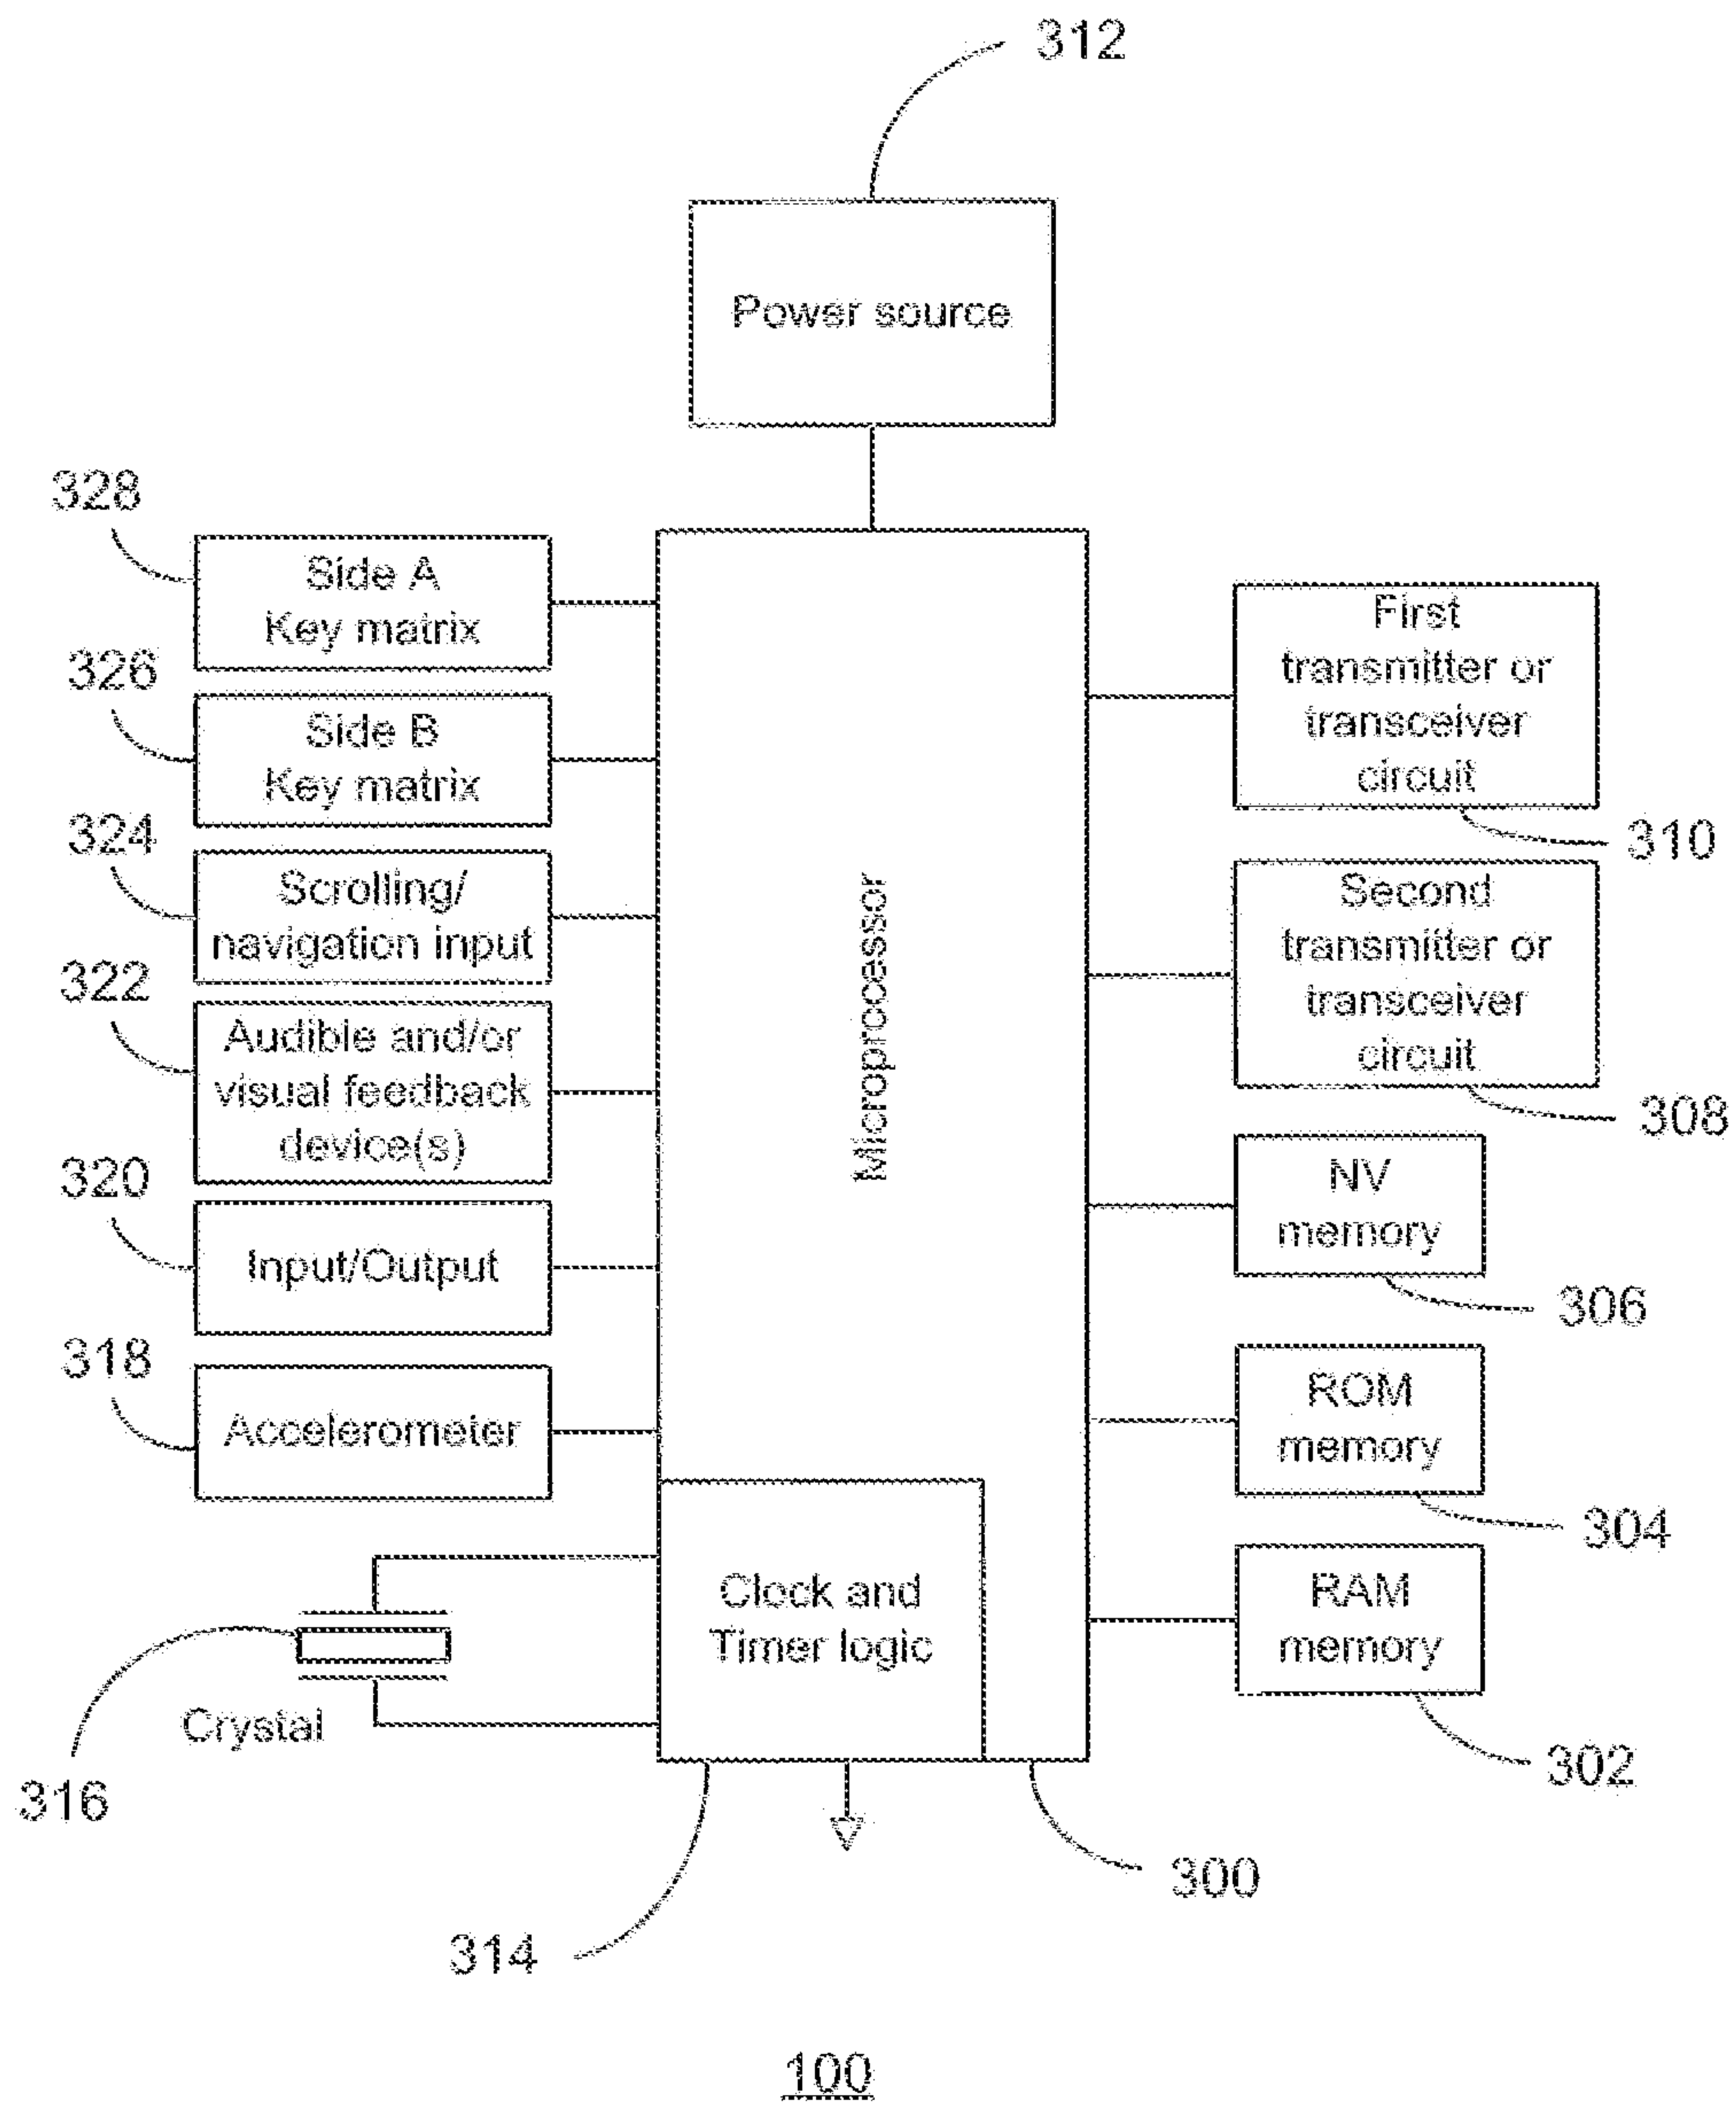 312
Power source
328
Side A
Key matrix
326
Side B
Key matrix
324
Scrolling/
navigation input
322
Audible and/or
visual feedback
device(s)
320
Input/Output
318
Accelerometer
Microprocessor
First
transmitter or
transceiver
circuit
310
Second
transmitter or
transceiver
circuit
308
NV
memory
306
ROM
memory
304
RAM
memory
302
Clock and
Timer logic
Crystal
316
300
314
100